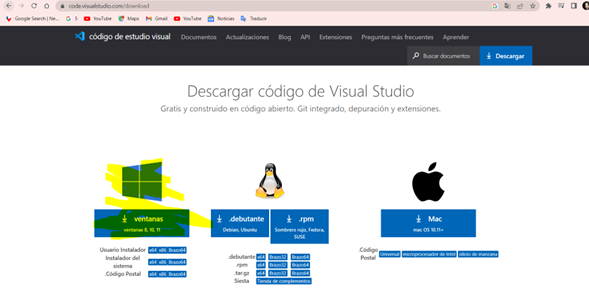 code.visualstudio.com/download
Google Search | Ne... G S YouTube Maps Gmail YouTube Noticias Traducir
código de estudio visual Documentos Actualizaciones Blog API Extensiones Preguntas más frecuentes Aprender
Buscar documentos Descargar
Descargar código de Visual Studio
Gratis y construido en código abierto. Git integrado, depuración y extensiones.
ventanas
ventanas 8, 10, 11
.debutante
Debian, Ubuntu
.rpm
Sombrero rojo, Fedora,
SUSE
Mac
mac OS 10.11+
Usuario Instalador x64 x86 Brazo64
Instalador del
sistema x64 x86 Brazo64
.Código Postal x64 x86 Brazo64
.debutante x64 Brazo32 Brazo64
.rpm x64 Brazo32 Brazo64
.tar.gz x64 Brazo32 Brazo64
Siesta Tienda de complementos
.Código
Postal Universal microprocesador de Intel silicio de manzana